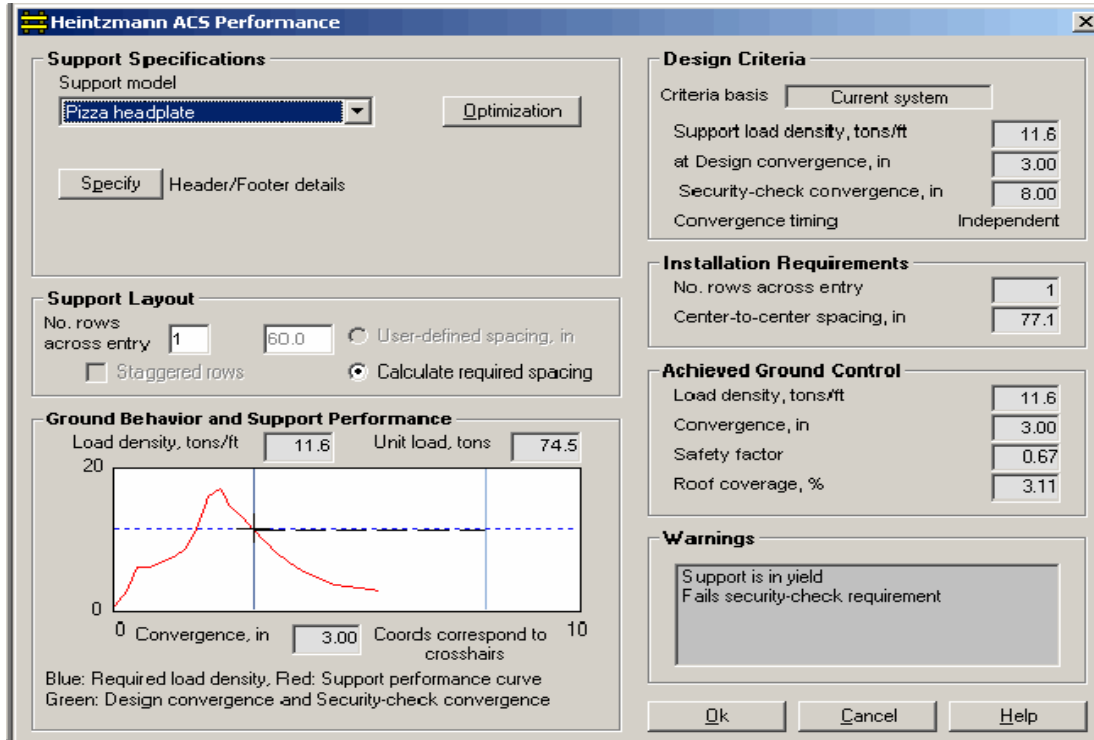 Heintzmann ACS Performance
Support Specifications
Support model
Pizza headplate
Optimization
Specify Header/Footer details
Support Layout
No. rows
across entry 1 60.0 User-defined spacing, in
Staggered rows Calculate required spacing
Ground Behavior and Support Performance
Load density, tons/ft 11.6 Unit load, tons 74.5
20
0
0 Convergence, in 3.00 Coords correspond to 10
crosshairs
Blue: Required load density, Red: Support performance curve
Green: Design convergence and Security-check convergence
Design Criteria
Criteria basis Current system
Support load density, tons/ft 11.6
at Design convergence, in 3.00
Security-check convergence, in 8.00
Convergence timing Independent
Installation Requirements
No. rows across entry 1
Center-to-center spacing, in 77.1
Achieved Ground Control
Load density, tons/ft 11.6
Convergence, in 3.00
Safety factor 0.67
Roof coverage, % 3.11
Warnings
Support is in yield
Fails security-check requirement
Ok Cancel Help